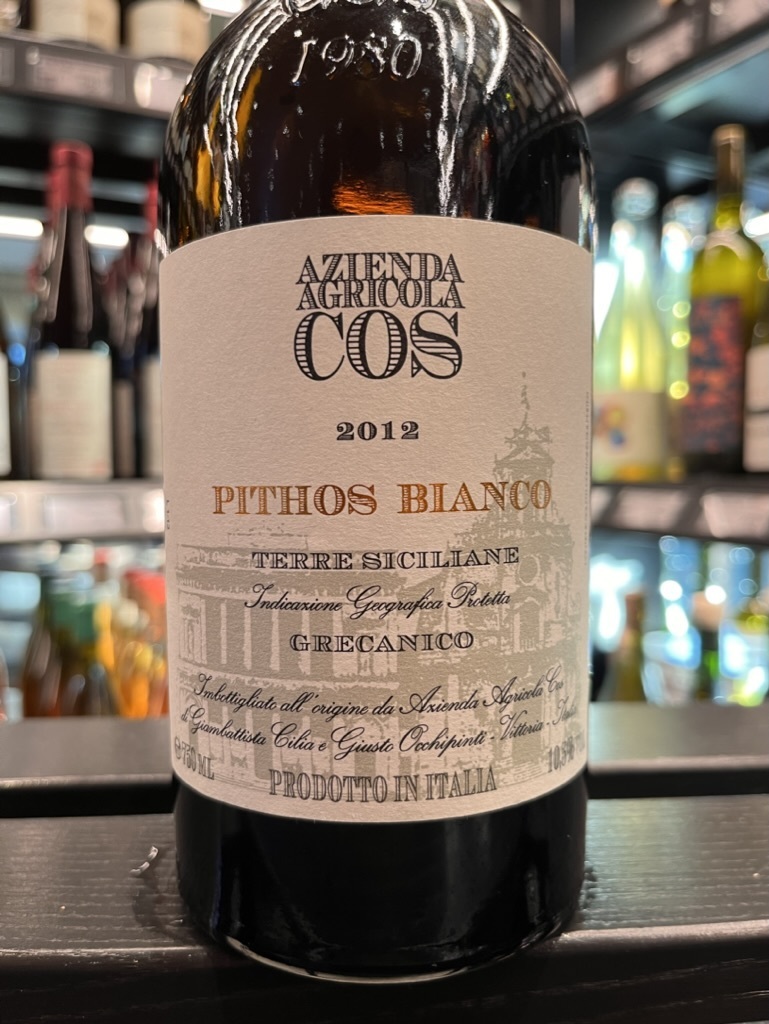 1980
AZIENDA
AGRICOLA
COS
2012
PITHOS BIANCO
TERRE SICILIANE
Indicazione Geografica Protetta
GRECANICO
Imbottigliato all'origine da Azienda Agricola Cos
di Giambattista Cilia e Giusto Occhipinti - Vittoria -
℮ 750 ML
PRODOTTO IN ITALIA